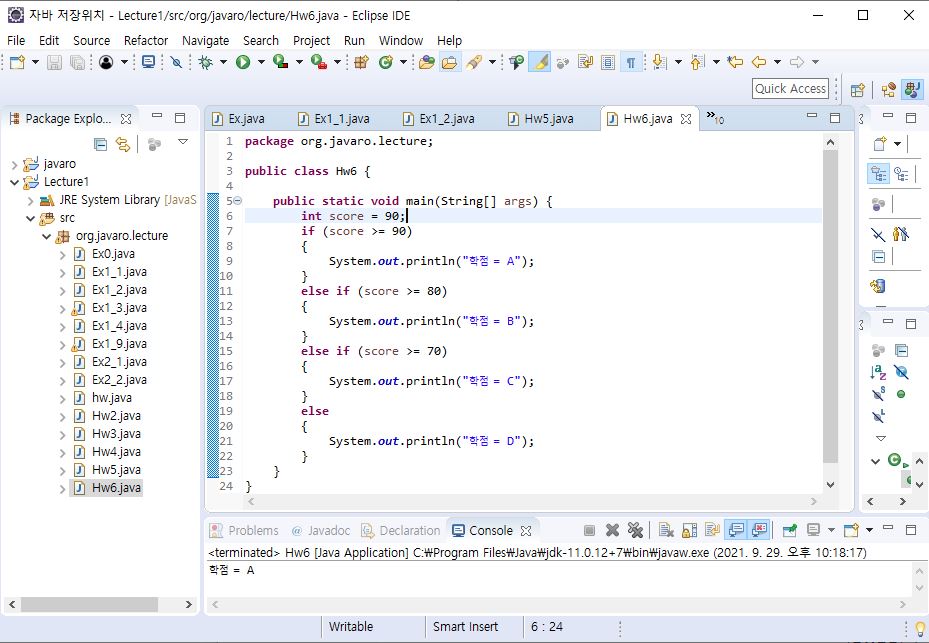 자바 저장위치 - Lecture1/src/org/javaro/lecture/Hw6.java - Eclipse IDE
File Edit Source Refactor Navigate Search Project Run Window Help
Quick Access
Package Explo...
javaro
Lecture1
JRE System Library [JavaS
src
org.javaro.lecture
Ex0.java
Ex1_1.java
Ex1_2.java
Ex1_3.java
Ex1_4.java
Ex1_9.java
Ex2_1.java
Ex2_2.java
hw.java
Hw2.java
Hw3.java
Hw4.java
Hw5.java
Hw6.java
Ex.java Ex1_1.java Ex1_2.java Hw5.java Hw6.java »10
1 package org.javaro.lecture;
2
3 public class Hw6 {
4
5 public static void main(String[] args) {
6 int score = 90;
7 if (score >= 90)
8 {
9 System.out.println("학점 = A");
10 }
11 else if (score >= 80)
12 {
13 System.out.println("학점 = B");
14 }
15 else if (score >= 70)
16 {
17 System.out.println("학점 = C");
18 }
19 else
20 {
21 System.out.println("학점 = D");
22 }
23 }
24 }
Problems Javadoc Declaration Console
<terminated> Hw6 [Java Application] C:₩Program Files₩Java₩jdk-11.0.12+7₩bin₩javaw.exe (2021. 9. 29. 오후 10:18:17)
학점 = A
Writable Smart Insert 6 : 24